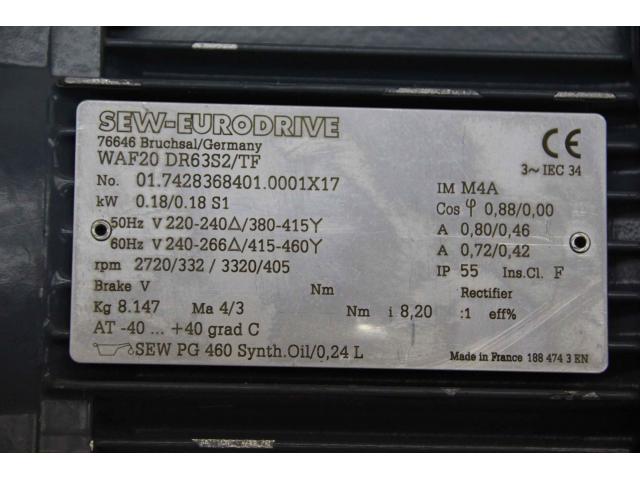 SEW-EURODRIVE
76646 Bruchsal/Germany
CE
WAF20 DR63S2/TF
3~ IEC 34
No. 01.7428368401.0001X17
IM M4A
kW 0.18/0.18 S1
Cos φ 0,88/0,00
50Hz V 220-240△/380-415Y
A 0,80/0,46
60Hz V 240-266△/415-460Y
A 0,72/0,42
rpm 2720/332 / 3320/405
IP 55 Ins.Cl. F
Brake V Nm Rectifier
Kg 8.147 Ma 4/3 Nm i 8,20 :1 eff%
AT -40 ... +40 grad C
SEW PG 460 Synth.Oil/0,24 L
Made in France 188 474 3 EN